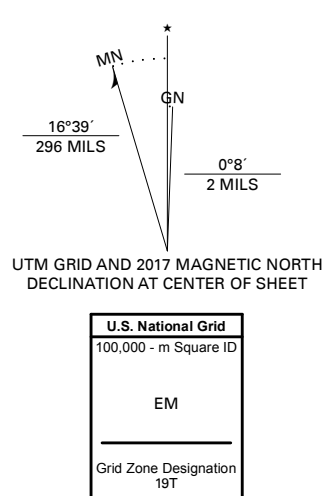 ★
MN
GN
16°39´
296 MILS
0°8´
2 MILS
UTM GRID AND 2017 MAGNETIC NORTH
DECLINATION AT CENTER OF SHEET
U.S. National Grid
100,000 - m Square ID
EM
Grid Zone Designation
19T